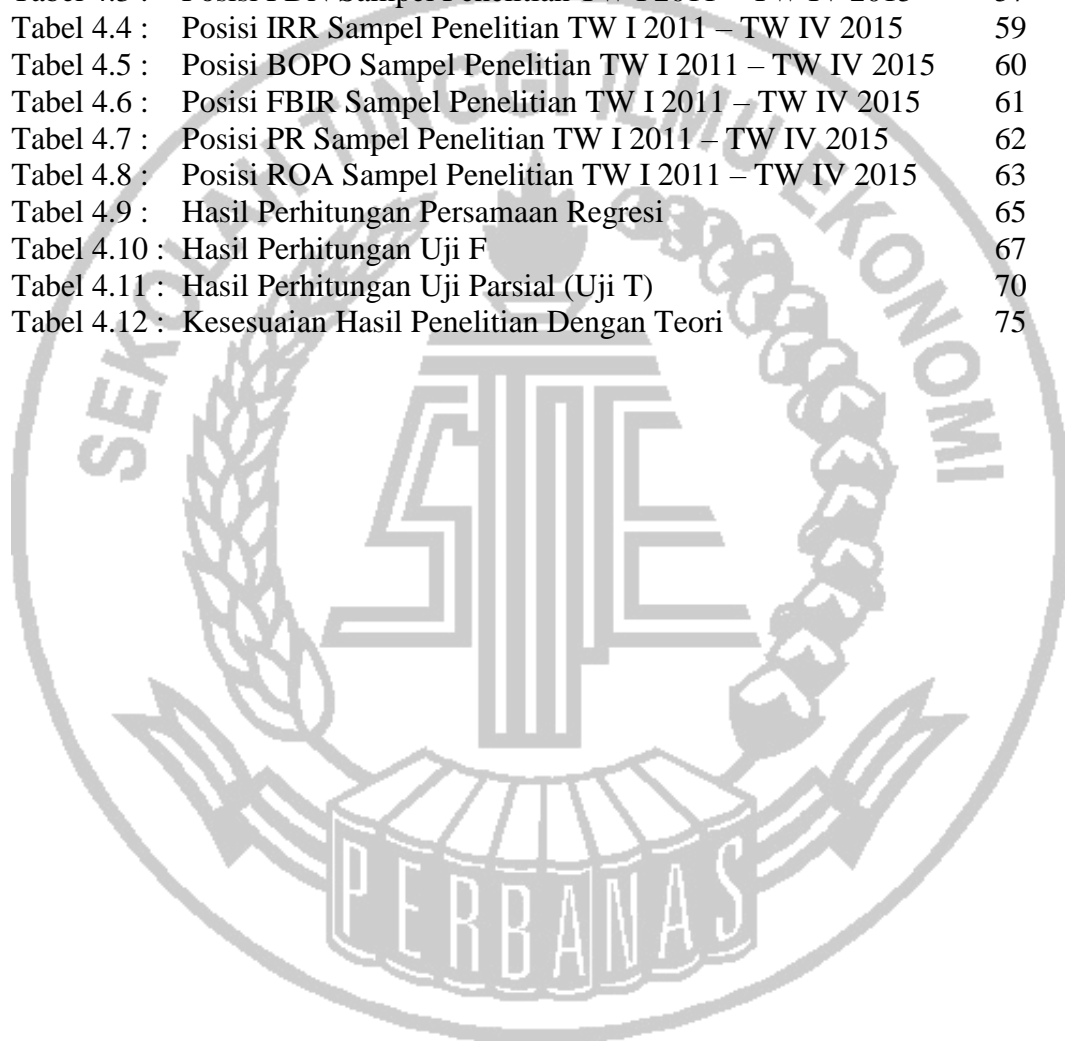 Tabel 4.4 : Posisi IRR Sampel Penelitian TW I 2011 – TW IV 2015 59
Tabel 4.5 : Posisi BOPO Sampel Penelitian TW I 2011 – TW IV 2015 60
Tabel 4.6 : Posisi FBIR Sampel Penelitian TW I 2011 – TW IV 2015 61
Tabel 4.7 : Posisi PR Sampel Penelitian TW I 2011 – TW IV 2015 62
Tabel 4.8 : Posisi ROA Sampel Penelitian TW I 2011 – TW IV 2015 63
Tabel 4.9 : Hasil Perhitungan Persamaan Regresi 65
Tabel 4.10 : Hasil Perhitungan Uji F 67
Tabel 4.11 : Hasil Perhitungan Uji Parsial (Uji T) 70
Tabel 4.12 : Kesesuaian Hasil Penelitian Dengan Teori 75
SEKOLAH TINGGI ILMU EKONOMI
STIE
PERBANAS